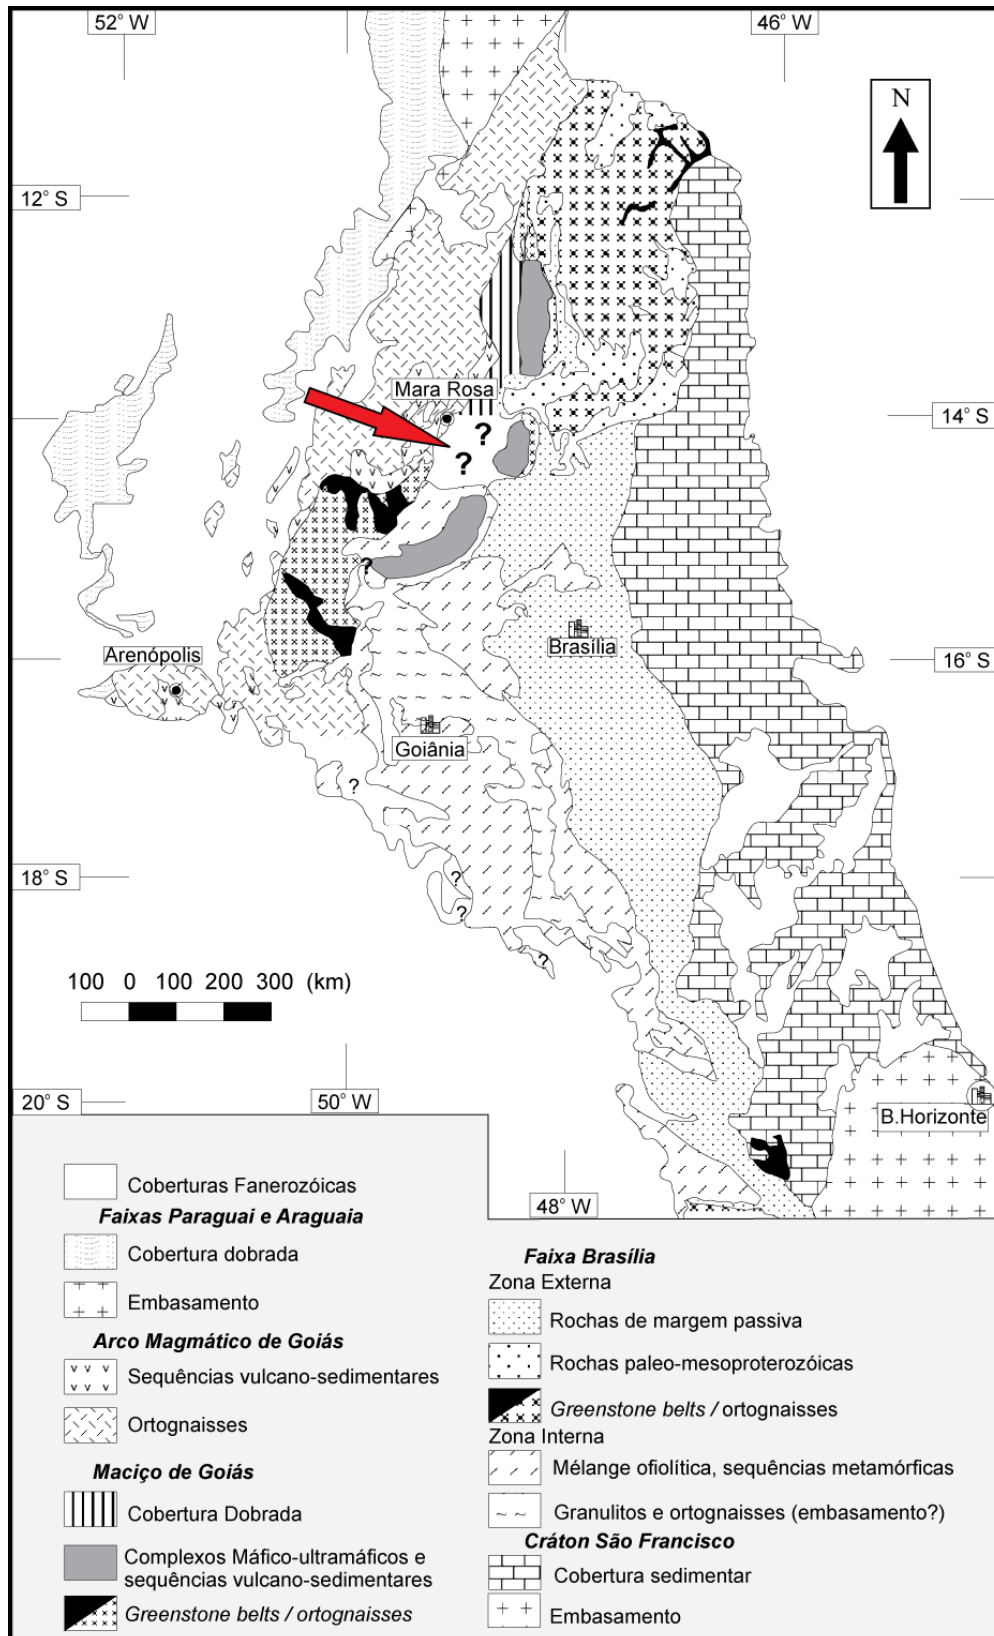 52° W
46° W
N
12° S
Mara Rosa
14° S
?
?
?
Brasília
Arenópolis
16° S
Goiânia
?
18° S
?
?
?
100 0 100 200 300 (km)
20° S
50° W
B.Horizonte
48° W
Coberturas Fanerozóicas
Faixas Paraguai e Araguaia
Cobertura dobrada
Embasamento
Arco Magmático de Goiás
Sequências vulcano-sedimentares
Ortognaisses
Maciço de Goiás
Cobertura Dobrada
Complexos Máfico-ultramáficos e
sequências vulcano-sedimentares
Greenstone belts / ortognaisses
Faixa Brasília
Zona Externa
Rochas de margem passiva
Rochas paleo-mesoproterozóicas
Greenstone belts / ortognaisses
Zona Interna
Mélange ofiolítica, sequências metamórficas
Granulitos e ortognaisses (embasamento?)
Cráton São Francisco
Cobertura sedimentar
Embasamento